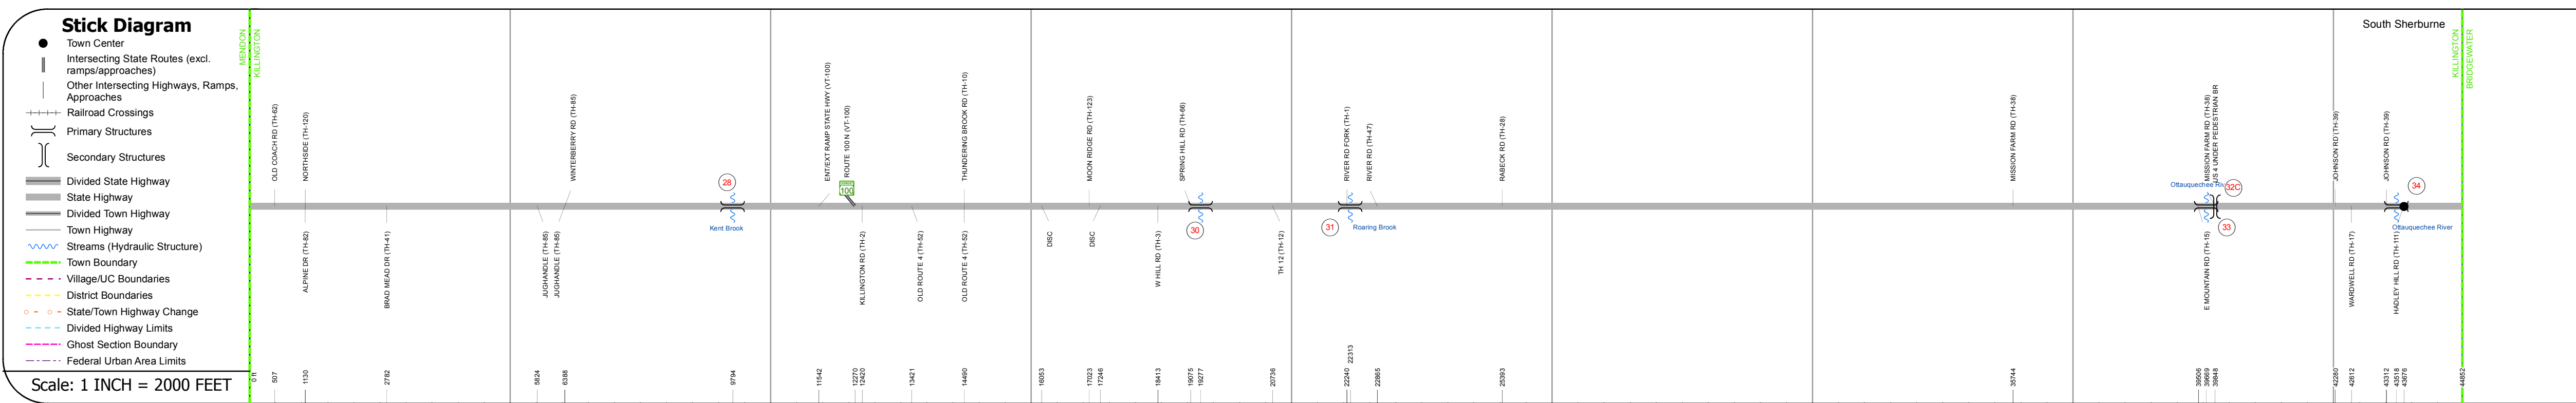 Stick Diagram
Town Center
Intersecting State Routes (excl.
ramps/approaches)
Other Intersecting Highways, Ramps,
Approaches
Railroad Crossings
Primary Structures
Secondary Structures
Divided State Highway
State Highway
Divided Town Highway
Town Highway
Streams (Hydraulic Structure)
Town Boundary
Village/UC Boundaries
District Boundaries
State/Town Highway Change
Divided Highway Limits
Ghost Section Boundary
Federal Urban Area Limits
Scale: 1 INCH = 2000 FEET
MENDON
KILLINGTON
OLD COACH RD (TH-62)
NORTHSIDE (TH-120)
WINTERBERRY RD (TH-85)
28
ENT/EXT RAMP STATE HWY (VT-100)
ROUTE 100 N (VT-100)
100
THUNDERING BROOK RD (TH-10)
MOON RIDGE RD (TH-123)
SPRING HILL RD (TH-66)
RIVER RD FORK (TH-1)
RIVER RD (TH-47)
RABECK RD (TH-28)
MISSION FARM RD (TH-38)
MISSION FARM RD (TH-38)
US 4 UNDER PEDESTRIAN BR
Ottauquechee Riv
32C
JOHNSON RD (TH-39)
JOHNSON RD (TH-39)
34
South Sherburne
KILLINGTON
BRIDGEWATER
ALPINE DR (TH-82)
BRAD MEAD DR (TH-41)
JUGHANDLE (TH-85)
JUGHANDLE (TH-85)
Kent Brook
KILLINGTON RD (TH-2)
OLD ROUTE 4 (TH-52)
OLD ROUTE 4 (TH-52)
DISC
DISC
W HILL RD (TH-3)
30
TH 12 (TH-12)
31
Roaring Brook
E MOUNTAIN RD (TH-15)
33
WARDWELL RD (TH-17)
HADLEY HILL RD (TH-111)
Ottauquechee River
0 ft
507
1130
2782
5824
6388
9794
11542
12270
12420
13421
14490
16053
17023
17246
18413
19075
19277
20736
22240
22313
22865
25393
35744
39506
39669
39848
42280
42612
43312
43518
43676
44852